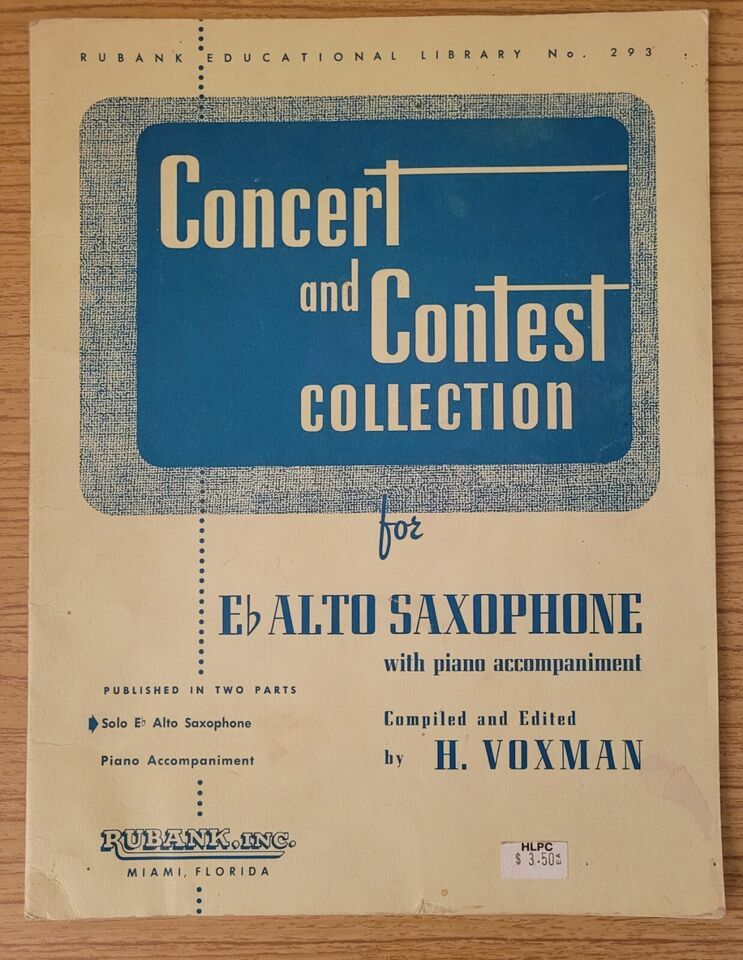 RUBANK EDUCATIONAL LIBRARY No. 293
Concert
and Contest
COLLECTION
for
E♭ ALTO SAXOPHONE
with piano accompaniment
PUBLISHED IN TWO PARTS
Solo E♭ Alto Saxophone
Piano Accompaniment
Compiled and Edited
by H. VOXMAN
RUBANK, INC.
MIAMI, FLORIDA
HLPC
$ 3.50 EA